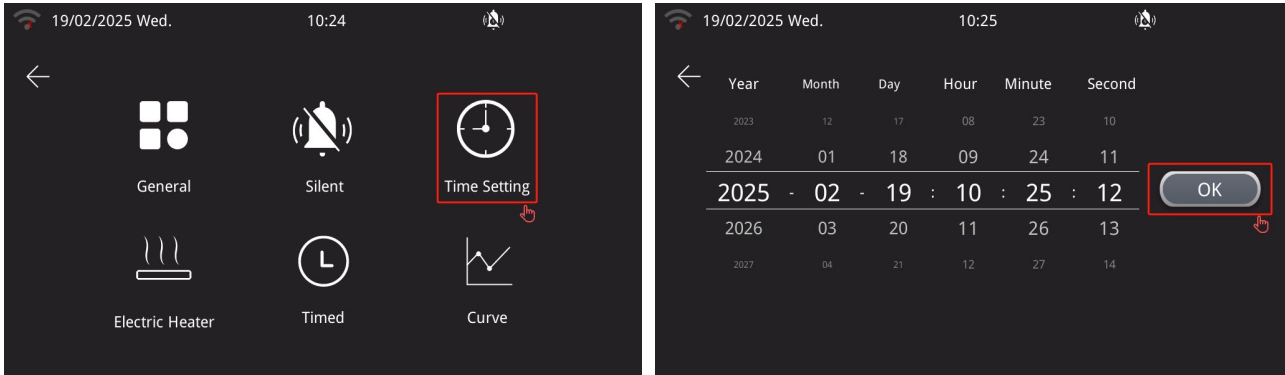 19/02/2025 Wed. 10:24
General Silent Time Setting
Electric Heater Timed Curve
19/02/2025 Wed. 10:25
Year Month Day Hour Minute Second
2023 12 17 08 23 10
2024 01 18 09 24 11
2025 - 02 - 19 : 10 : 25 : 12 OK
2026 03 20 11 26 13
2027 04 21 12 27 14